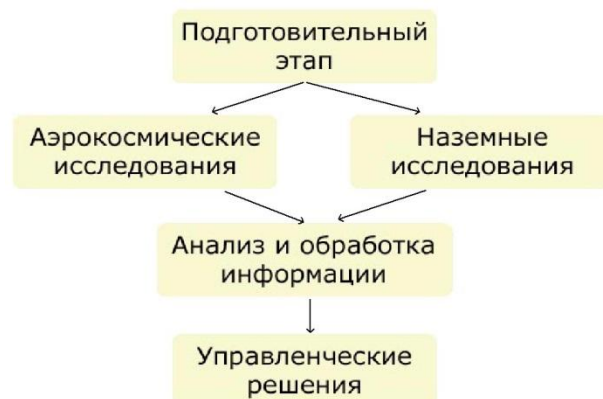 Подготовительный
этап
Аэрокосмические
исследования
Наземные
исследования
Анализ и обработка
информации
Управленческие
решения